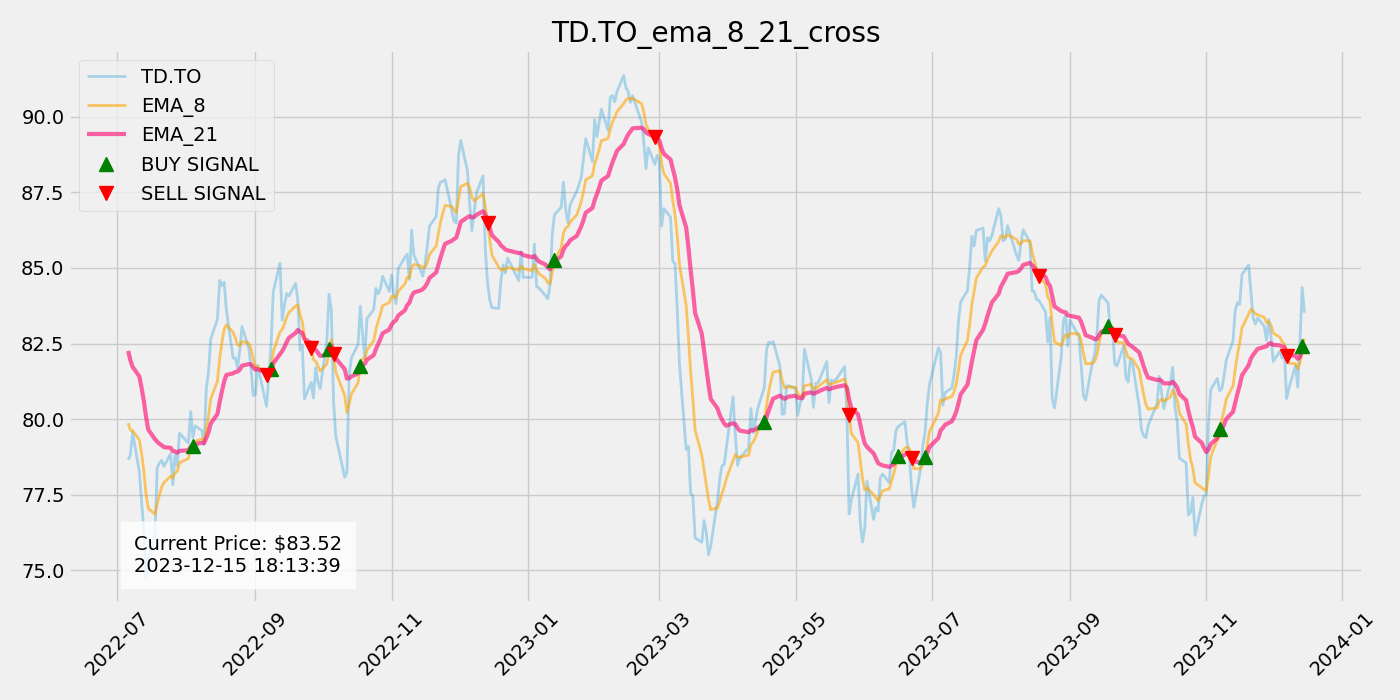 TD.TO_ema_8_21_cross
TD.TO
EMA_8
EMA_21
BUY SIGNAL
SELL SIGNAL
90.0
87.5
85.0
82.5
80.0
77.5
75.0
Current Price: $83.52
2023-12-15 18:13:39
2022-07
2022-09
2022-11
2023-01
2023-03
2023-05
2023-07
2023-09
2023-11
2024-01